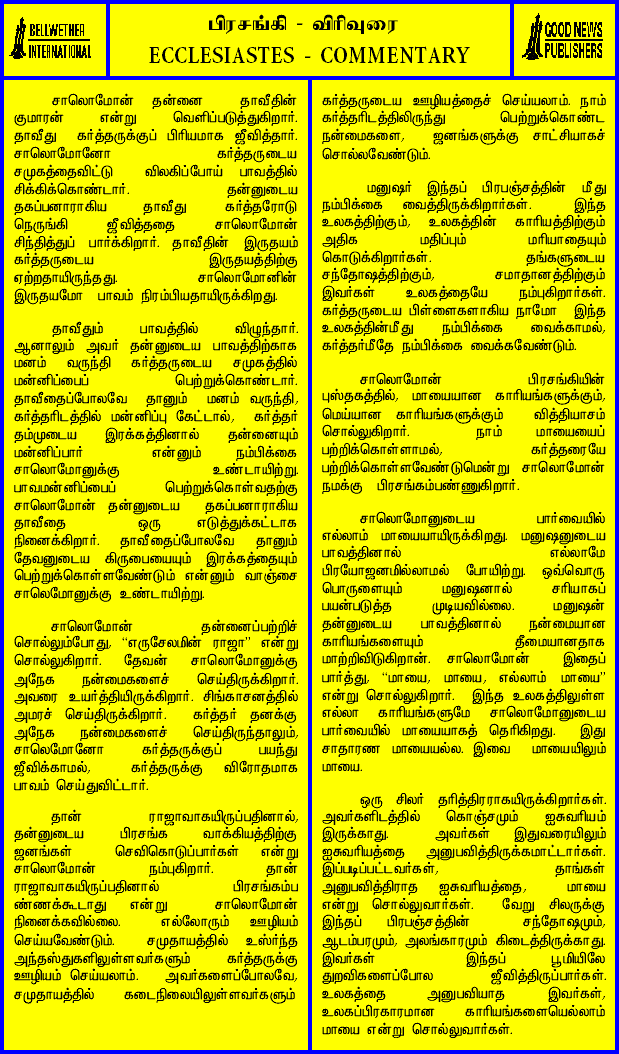 BELLWETHER
INTERNATIONAL
பிரசங்கி - விரிவுரை
ECCLESIASTES - COMMENTARY
GOOD NEWS
PUBLISHERS
சாலொமோன் தன்னை தாவீதின்
குமாரன் என்று வெளிப்படுத்துகிறார்.
தாவீது கர்த்தருக்குப் பிரியமாக ஜீவித்தார்.
சாலொமோனோ கர்த்தருடைய
சமுகத்தைவிட்டு விலகிப்போய் பாவத்தில்
சிக்கிக்கொண்டார். தன்னுடைய
தகப்பனாராகிய தாவீது கர்த்தரோடு
நெருங்கி ஜீவித்ததை சாலொமோன்
சிந்தித்துப் பார்க்கிறார். தாவீதின் இருதயம்
கர்த்தருடைய இருதயத்திற்கு
ஏற்றதாயிருந்தது. சாலொமோனின்
இருதயமோ பாவம் நிரம்பியதாயிருக்கிறது.
தாவீதும் பாவத்தில் விழுந்தார்.
ஆனாலும் அவர் தன்னுடைய பாவத்திற்காக
மனம் வருந்தி கர்த்தருடைய சமுகத்தில்
மன்னிப்பைப் பெற்றுக்கொண்டார்.
தாவீதைப்போலவே தானும் மனம் வருந்தி,
கர்த்தரிடத்தில் மன்னிப்பு கேட்டால், கர்த்தர்
தம்முடைய இரக்கத்தினால் தன்னையும்
மன்னிப்பார் என்னும் நம்பிக்கை
சாலொமோனுக்கு உண்டாயிற்று.
பாவமன்னிப்பைப் பெற்றுக்கொள்வதற்கு
சாலொமோன் தன்னுடைய தகப்பனாராகிய
தாவீதை ஒரு எடுத்துக்கட்டாக
நினைக்கிறார். தாவீதைப்போலவே தானும்
தேவனுடைய கிருபையையும் இரக்கத்தையும்
பெற்றுக்கொள்ளவேண்டும் என்னும் வாஞ்சை
சாலெமோனுக்கு உண்டாயிற்று.
சாலொமோன் தன்னைப்பற்றிச்
சொல்லும்போது, “எருசேலமின் ராஜா” என்று
சொல்லுகிறார். தேவன் சாலொமோனுக்கு
அநேக நன்மைகளைச் செய்திருக்கிறார்.
அவரை உயர்த்தியிருக்கிறார். சிங்காசனத்தில்
அமரச் செய்திருக்கிறார். கர்த்தர் தனக்கு
அநேக நன்மைகளைச் செய்திருந்தாலும்,
சாலெமோனோ கர்த்தருக்குப் பயந்து
ஜீவிக்காமல், கர்த்தருக்கு விரோதமாக
பாவம் செய்துவிட்டார்.
தான் ராஜாவாகயிருப்பதினால்,
தன்னுடைய பிரசங்க வாக்கியத்திற்கு
ஜனங்கள் செவிகொடுப்பார்கள் என்று
சாலொமோன் நம்புகிறார். தான்
ராஜாவாகயிருப்பதினால் பிரசங்கம்ப
ண்ணக்கூடாது என்று சாலொமோன்
நினைக்கவில்லை. எல்லோரும் ஊழியம்
செய்யவேண்டும். சமுதாயத்தில் உஸ்ர்ந்த
அந்தஸ்துகளிலுள்ளவர்களும் கர்த்தருக்கு
ஊழியம் செய்யலாம். அவர்களைப்போலவே,
சமுதாயத்தில் கடைநிலையிலுள்ளவர்களும்
கர்த்தருடைய ஊழியத்தைச் செய்யலாம். நாம்
கர்த்தரிடத்திலிருந்து பெற்றுக்கொண்ட
நன்மைகளை, ஜனங்களுக்கு சாட்சியாகச்
சொல்லவேண்டும்.
மனுஷர் இந்தப் பிரபஞ்சத்தின் மீது
நம்பிக்கை வைத்திருக்கிறார்கள். இந்த
உலகத்திற்கும், உலகத்தின் காரியத்திற்கும்
அதிக மதிப்பும் மரியாதையும்
கொடுக்கிறார்கள். தங்களுடைய
சந்தோஷத்திற்கும், சமாதானத்திற்கும்
இவர்கள் உலகத்தையே நம்புகிறார்கள்.
கர்த்தருடைய பிள்ளைகளாகிய நாமோ இந்த
உலகத்தின்மீது நம்பிக்கை வைக்காமல்,
கர்த்தர்மீதே நம்பிக்கை வைக்கவேண்டும்.
சாலொமோன் பிரசங்கியின்
புஸ்தகத்தில், மாயையான காரியங்களுக்கும்,
மெய்யான காரியங்களுக்கும் வித்தியாசம்
சொல்லுகிறார். நாம் மாயையைப்
பற்றிக்கொள்ளாமல், கர்த்தரையே
பற்றிக்கொள்ளவேண்டுமென்று சாலொமோன்
நமக்கு பிரசங்கம்பண்ணுகிறார்.
சாலொமோனுடைய பார்வையில்
எல்லாம் மாயையாயிருக்கிறது. மனுஷனுடைய
பாவத்தினால் எல்லாமே
பிரயோஜனமில்லாமல் போயிற்று. ஒவ்வொரு
பொருளையும் மனுஷனால் சரியாகப்
பயன்படுத்த முடியவில்லை. மனுஷன்
தன்னுடைய பாவத்தினால் நன்மையான
காரியங்களையும் தீமையானதாக
மாற்றிவிடுகிறான். சாலொமோன் இதைப்
பார்த்து, “மாயை, மாயை, எல்லாம் மாயை”
என்று சொல்லுகிறார். இந்த உலகத்திலுள்ள
எல்லா காரியங்களுமே சாலொமோனுடைய
பார்வையில் மாயையாகத் தெரிகிறது. இது
சாதாரண மாயையல்ல. இவை மாயையிலும்
மாயை.
ஒரு சிலர் தரித்திரராகயிருக்கிறார்கள்.
அவர்களிடத்தில் கொஞ்சமும் ஐசுவரியம்
இருக்காது. அவர்கள் இதுவரையிலும்
ஐசுவரியத்தை அனுபவித்திருக்கமாட்டார்கள்.
இப்படிப்பட்டவர்கள், தாங்கள்
அனுபவித்திராத ஐசுவரியத்தை, மாயை
என்று சொல்லுவார்கள். வேறு சிலருக்கு
இந்தப் பிரபஞ்சத்தின் சந்தோஷமும்,
ஆடம்பரமும், அலங்காரமும் கிடைத்திருக்காது.
இவர்கள் இந்தப் பூமியிலே
துறவிகளைப்போல ஜீவித்திருப்பார்கள்.
உலகத்தை அனுபவியாத இவர்கள்,
உலகப்பிரகாரமான காரியங்களையெல்லாம்
மாயை என்று சொல்லுவார்கள்.